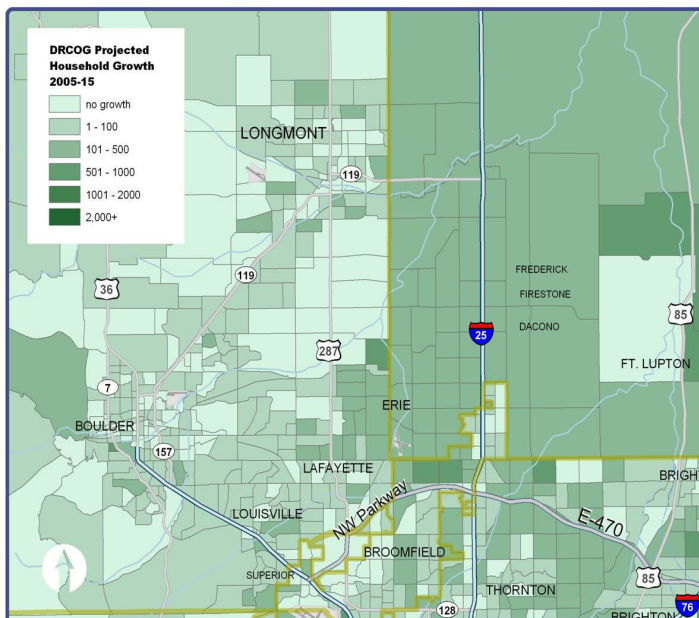 DRCOG Projected
Household Growth
2005-15
no growth
1 - 100
101 - 500
501 - 1000
1001 - 2000
2,000+
LONGMONT
119
119
36
FREDERICK
FIRESTONE
DACONO
25
85
287
FT. LUPTON
7
ERIE
BOULDER
157
LAFAYETTE
BRIGHT
NW Parkway
LOUISVILLE
E-470
BROOMFIELD
SUPERIOR
85
THORNTON
128
76
BRIGHTON